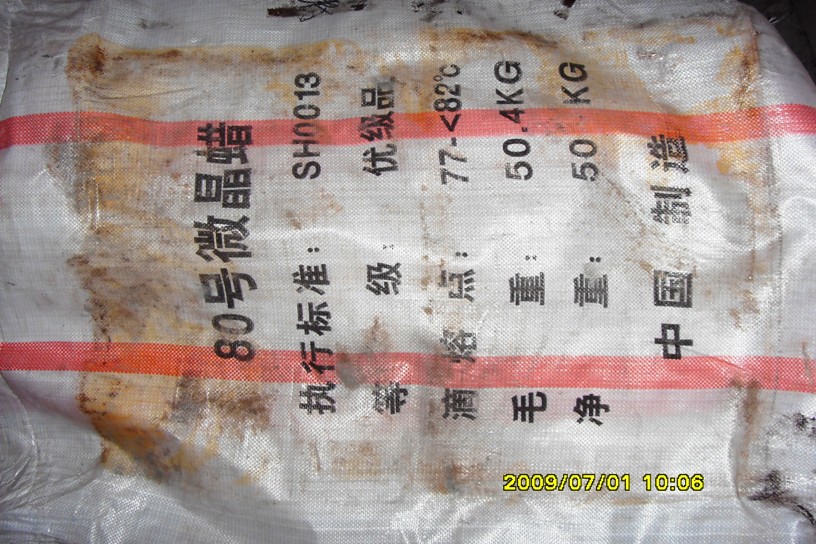 80号微晶蜡
执行标准：SH0013
等级：优级品
滴熔点：77-<82℃
毛重：50.4KG
净重：50 KG
中国 制造
2009/07/01 10:06